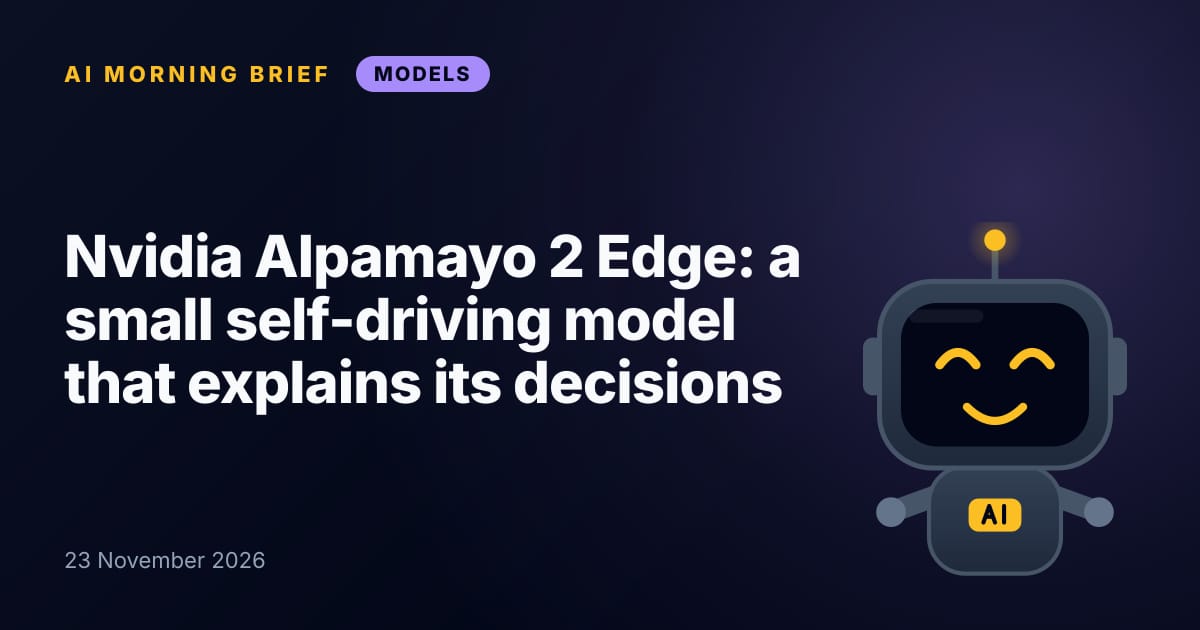 AI MORNING BRIEF
MODELS
Nvidia Alpamayo 2 Edge: a
small self-driving model
that explains its decisions
AI
23 November 2026